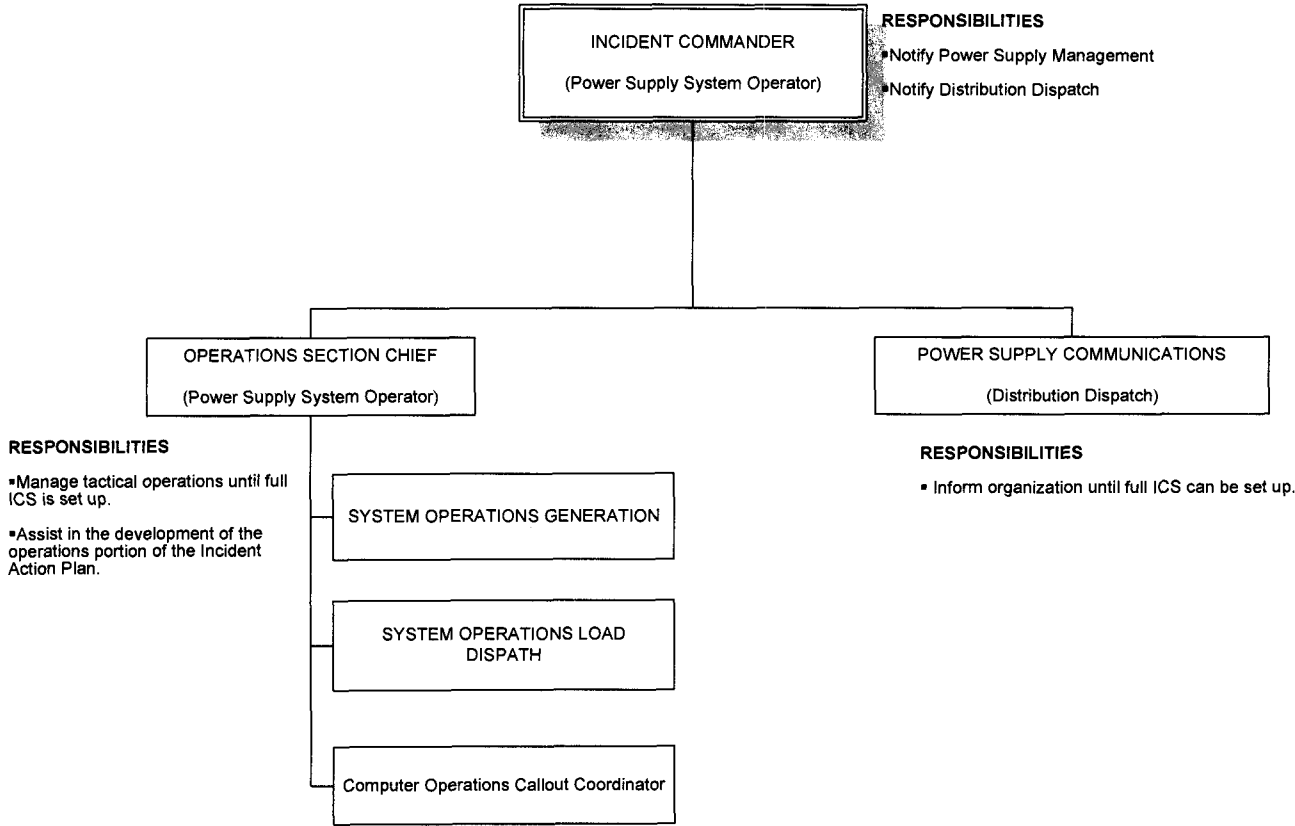 INCIDENT COMMANDER
(Power Supply System Operator)
RESPONSIBILITIES
▪Notify Power Supply Management
▪Notify Distribution Dispatch
OPERATIONS SECTION CHIEF
(Power Supply System Operator)
POWER SUPPLY COMMUNICATIONS
(Distribution Dispatch)
RESPONSIBILITIES
▪Manage tactical operations until full
ICS is set up.
▪Assist in the development of the
operations portion of the Incident
Action Plan.
RESPONSIBILITIES
▪ Inform organization until full ICS can be set up.
SYSTEM OPERATIONS GENERATION
SYSTEM OPERATIONS LOAD
DISPATH
Computer Operations Callout Coordinator